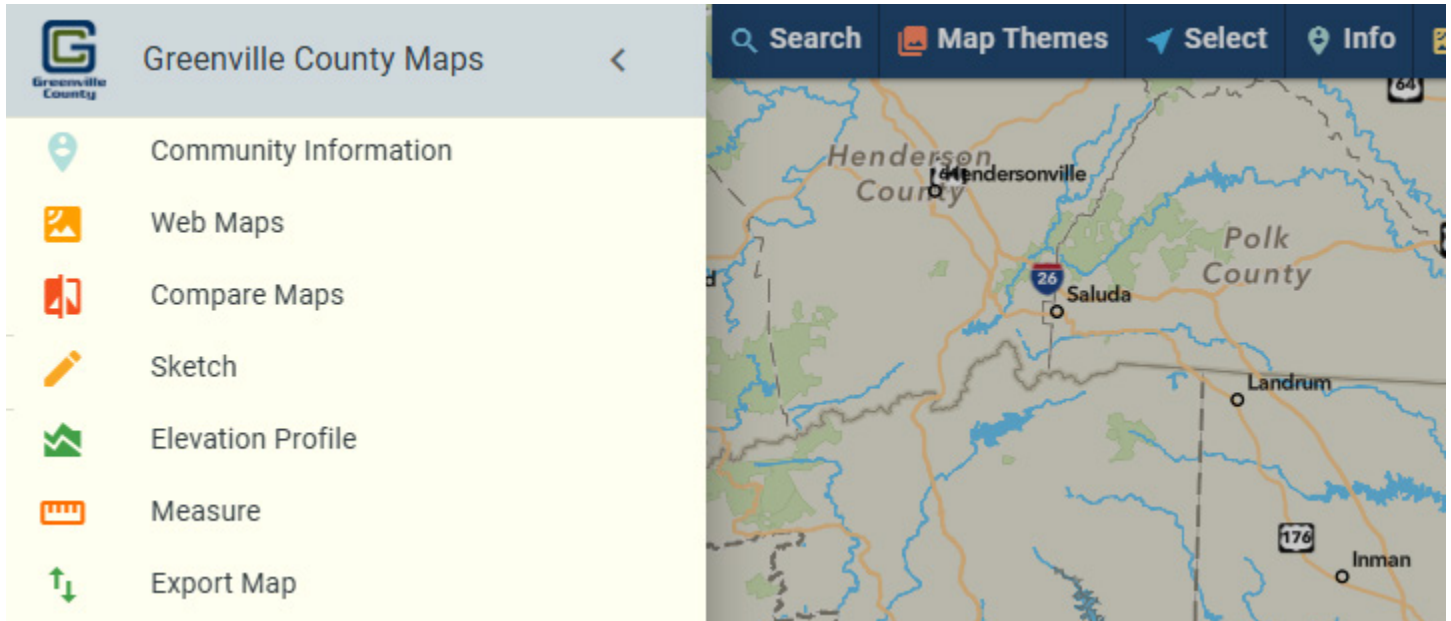 Greenville
County
Greenville County Maps
Community Information
Web Maps
Compare Maps
Sketch
Elevation Profile
Measure
Export Map
Search
Map Themes
Select
Info
64
Henderson
County
64
Hendersonville
Polk
County
26
Saluda
Landrum
176
Inman
d